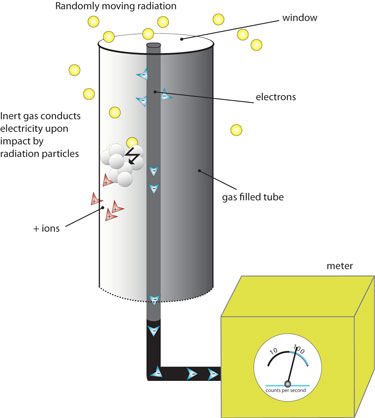 Randomly moving radiation
window
electrons
Inert gas conducts
electricity upon
impact by
radiation particles
gas filled tube
+ ions
meter
10 100
counts per second